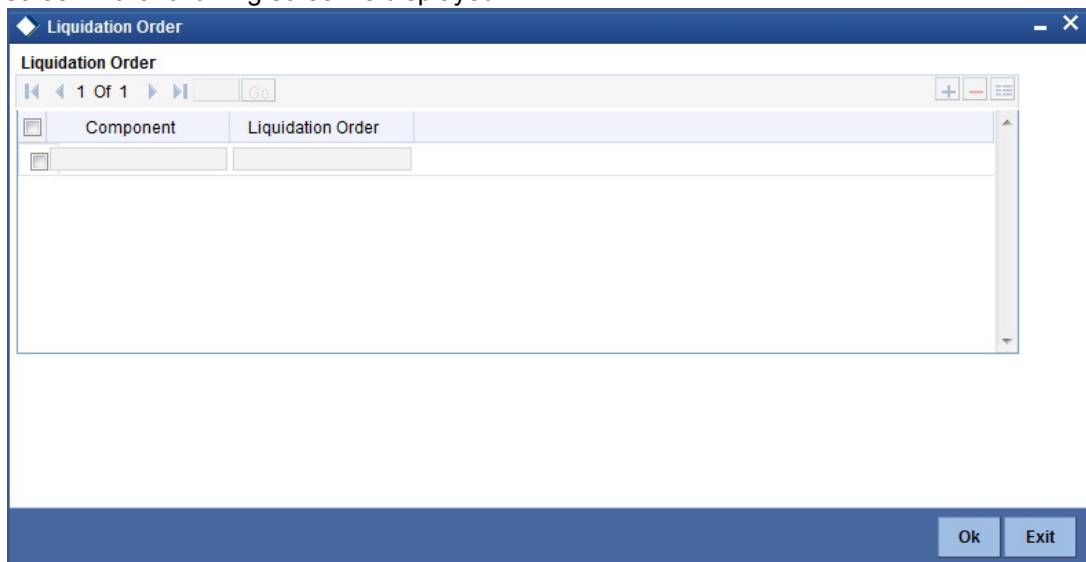 Liquidation Order
Liquidation Order
1 Of 1 Go
Component Liquidation Order
Ok Exit